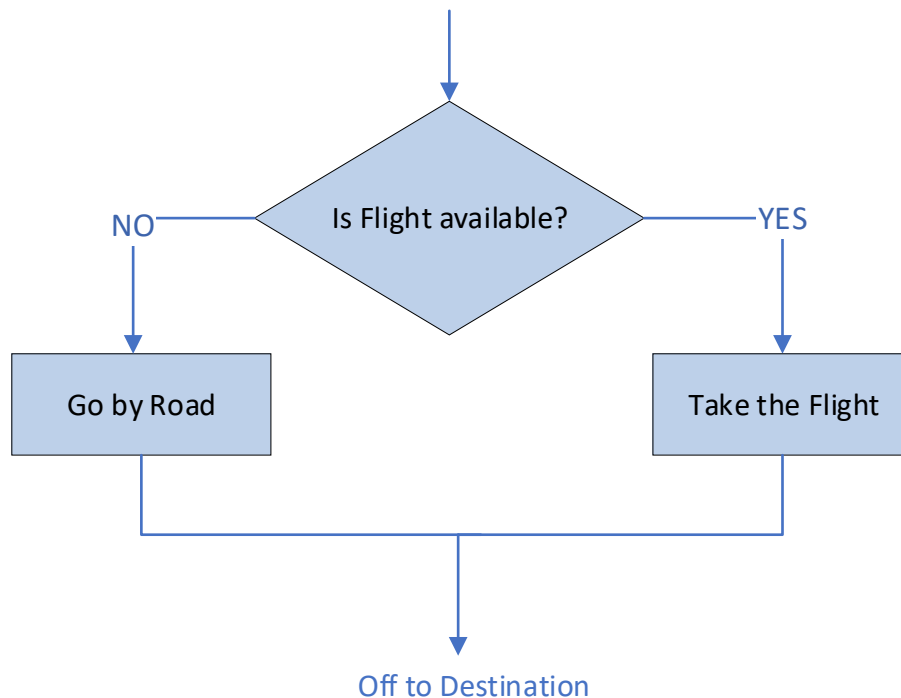 Is Flight available?
NO
YES
Go by Road
Take the Flight
Off to Destination